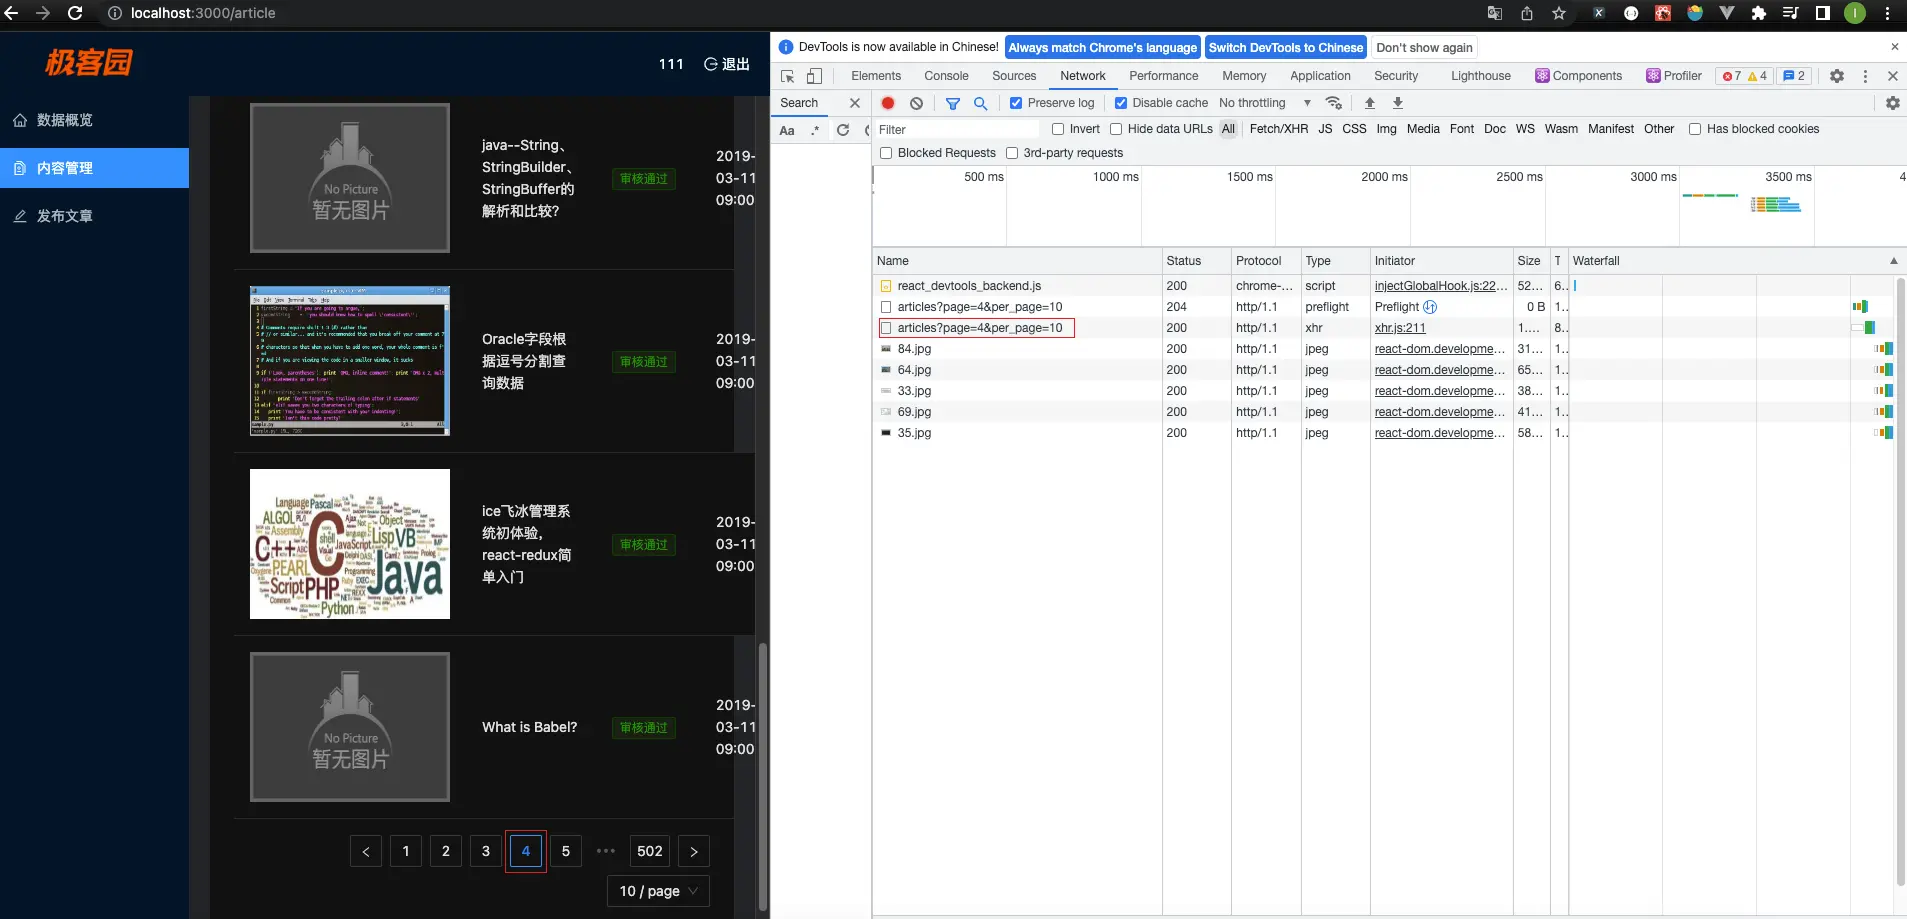 localhost:3000/article
极客园
111
退出
数据概览
内容管理
发布文章
No Picture
暂无图片
java--String、
StringBuilder、
StringBuffer的
解析和比较?
审核通过
2019-
03-11
09:00
Oracle字段根
据逗号分割查
询数据
审核通过
2019-
03-11
09:00
Language Pascal
ALGOL
Assembly
C++
PEARL
Script PHP
Python
C
shell
JavaScript
Object
Lisp VB
Java
Programming
ice飞冰管理系
统初体验,
react-redux简
单入门
审核通过
2019-
03-11
09:00
No Picture
暂无图片
What is Babel?
审核通过
2019-
03-11
09:00
< 1 2 3 4 5 ••• 502 >
10 / page
DevTools is now available in Chinese! Always match Chrome's language Switch DevTools to Chinese Don't show again
Elements Console Sources Network Performance Memory Application Security Lighthouse Components Profiler 7 4 2
Search
Preserve log Disable cache No throttling
Aa .*
Filter Invert Hide data URLs All Fetch/XHR JS CSS Img Media Font Doc WS Wasm Manifest Other Has blocked cookies
Blocked Requests 3rd-party requests
500 ms 1000 ms 1500 ms 2000 ms 2500 ms 3000 ms 3500 ms 4
Name Status Protocol Type Initiator Size T Waterfall
react_devtools_backend.js 200 chrome-... script injectGlobalHook.js:22... 52... 6..
articles?page=4&per_page=10 204 http/1.1 preflight Preflight 0 B 1..
articles?page=4&per_page=10 200 http/1.1 xhr xhr.js:211 1.... 8..
84.jpg 200 http/1.1 jpeg react-dom.developme... 31... 1..
64.jpg 200 http/1.1 jpeg react-dom.developme... 65... 1..
33.jpg 200 http/1.1 jpeg react-dom.developme... 38... 1..
69.jpg 200 http/1.1 jpeg react-dom.developme... 41... 1..
35.jpg 200 http/1.1 jpeg react-dom.developme... 58... 1..